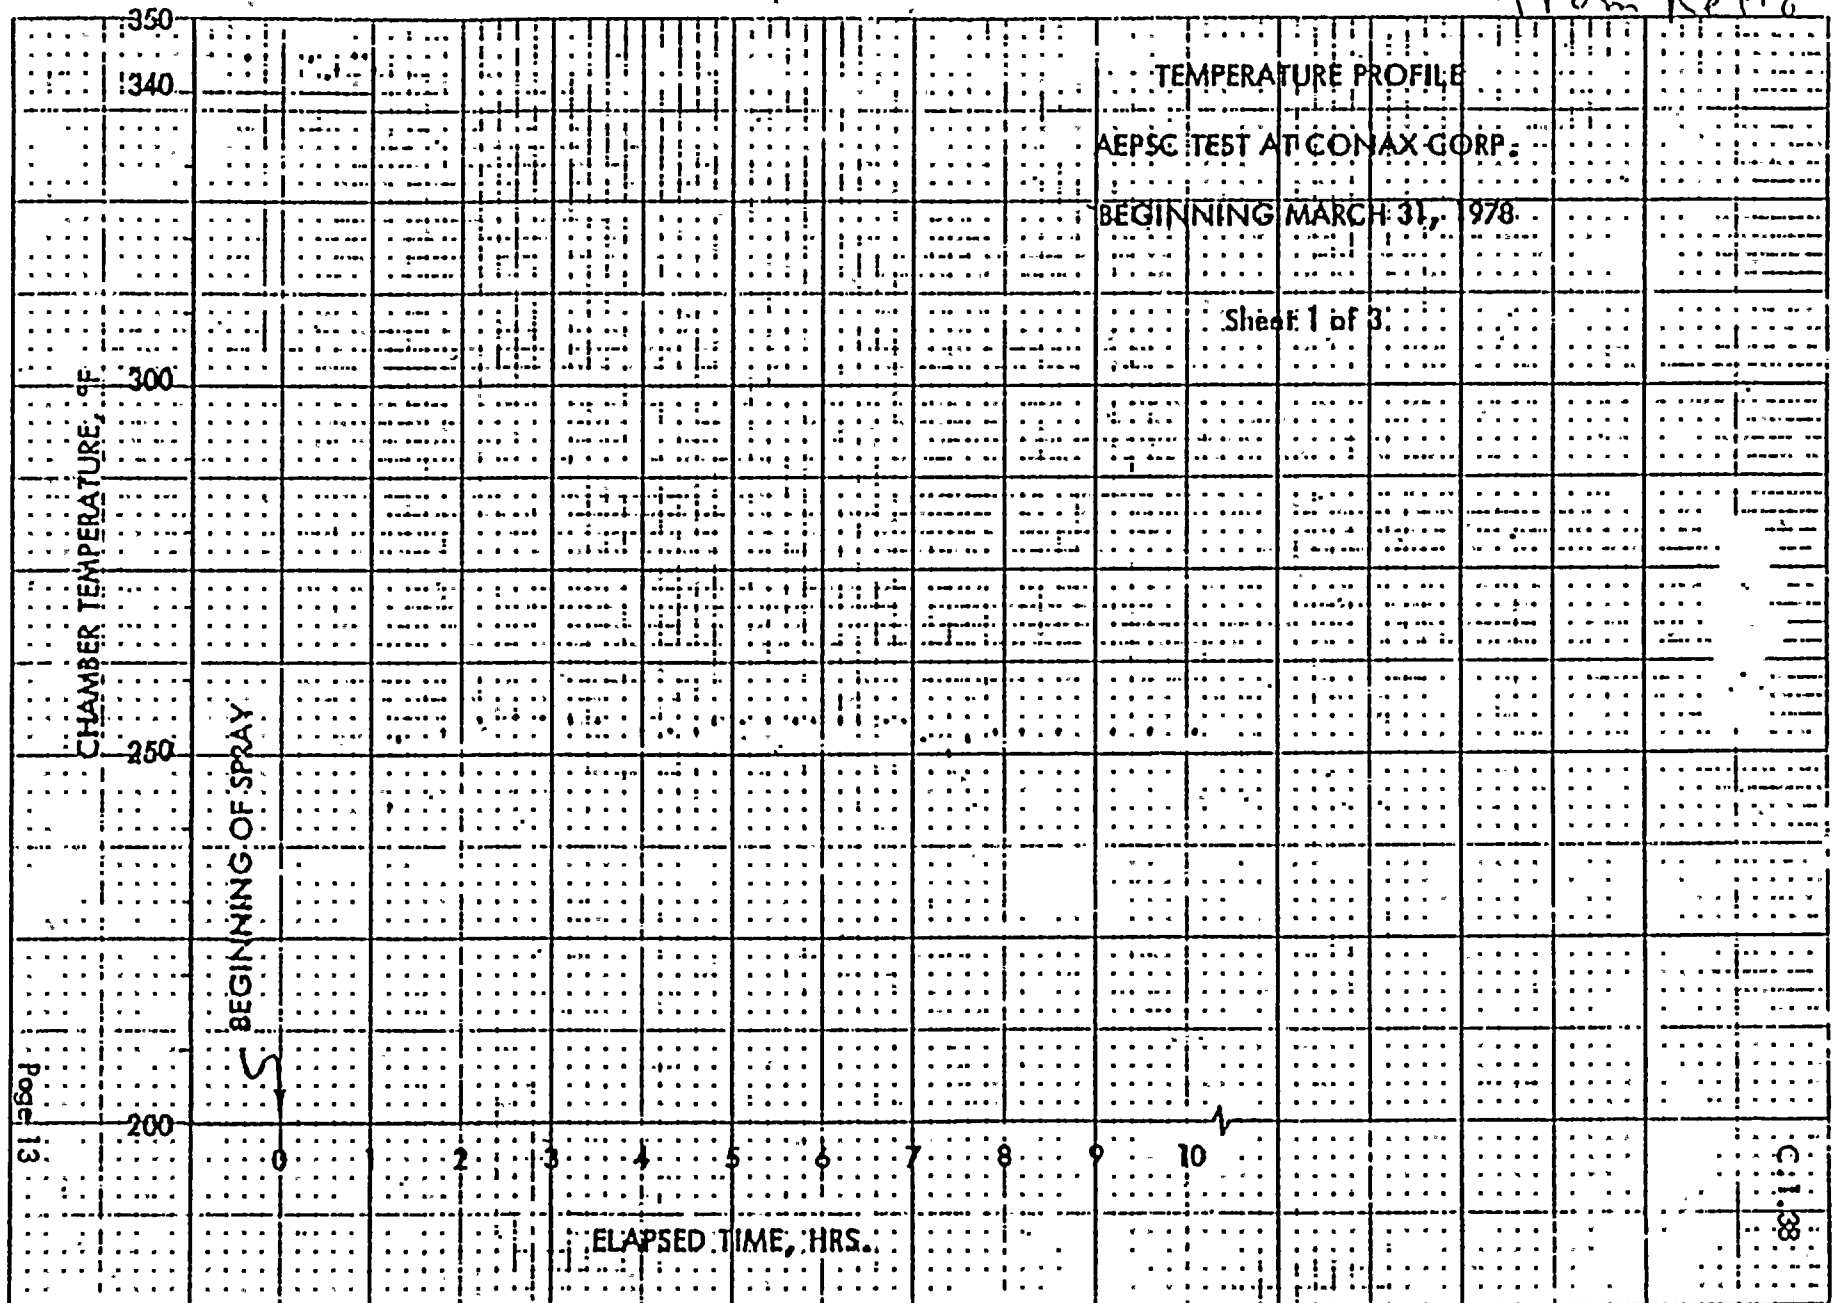 350
340
300
250
200
TEMPERATURE PROFILE
AEPSC TEST AT CONAX CORP.
BEGINNING MARCH 31, 1978
Sheet 1 of 3
CHAMBER TEMPERATURE, °F
BEGINNING OF SPRAY
0 1 2 3 4 5 6 7 8 9 10
ELAPSED TIME, HRS.
Page 13
C.1.38